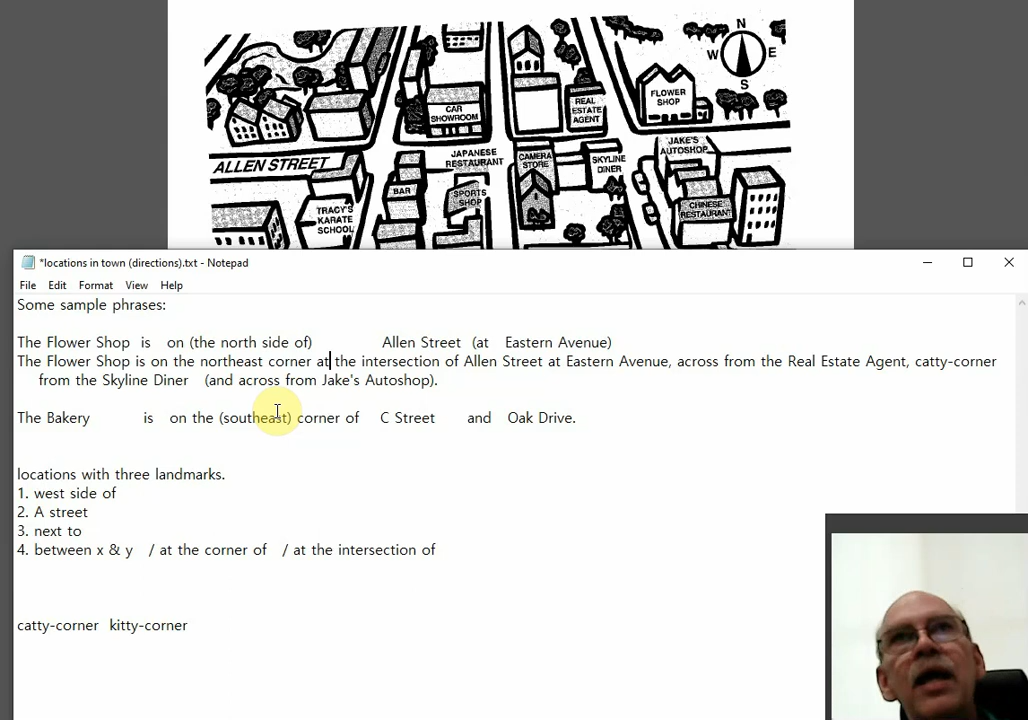 N
W E
S
FLOWER
SHOP
CAR
SHOWROOM
REAL
ESTATE
AGENT
ALLEN STREET
JAPANESE
RESTAURANT
CAMERA
STORE
SKYLINE
DINER
JAKE'S
AUTOSHOP
BAR
SPORTS
SHOP
TRACY'S
KARATE
SCHOOL
CHINESE
RESTAURANT
*locations in town (directions).txt - Notepad
File Edit Format View Help
Some sample phrases:
The Flower Shop is on (the north side of) Allen Street (at Eastern Avenue)
The Flower Shop is on the northeast corner at the intersection of Allen Street at Eastern Avenue, across from the Real Estate Agent, catty-corner
from the Skyline Diner (and across from Jake's Autoshop).
The Bakery is on the (southeast) corner of C Street and Oak Drive.
locations with three landmarks.
1. west side of
2. A street
3. next to
4. between x & y / at the corner of / at the intersection of
catty-corner kitty-corner